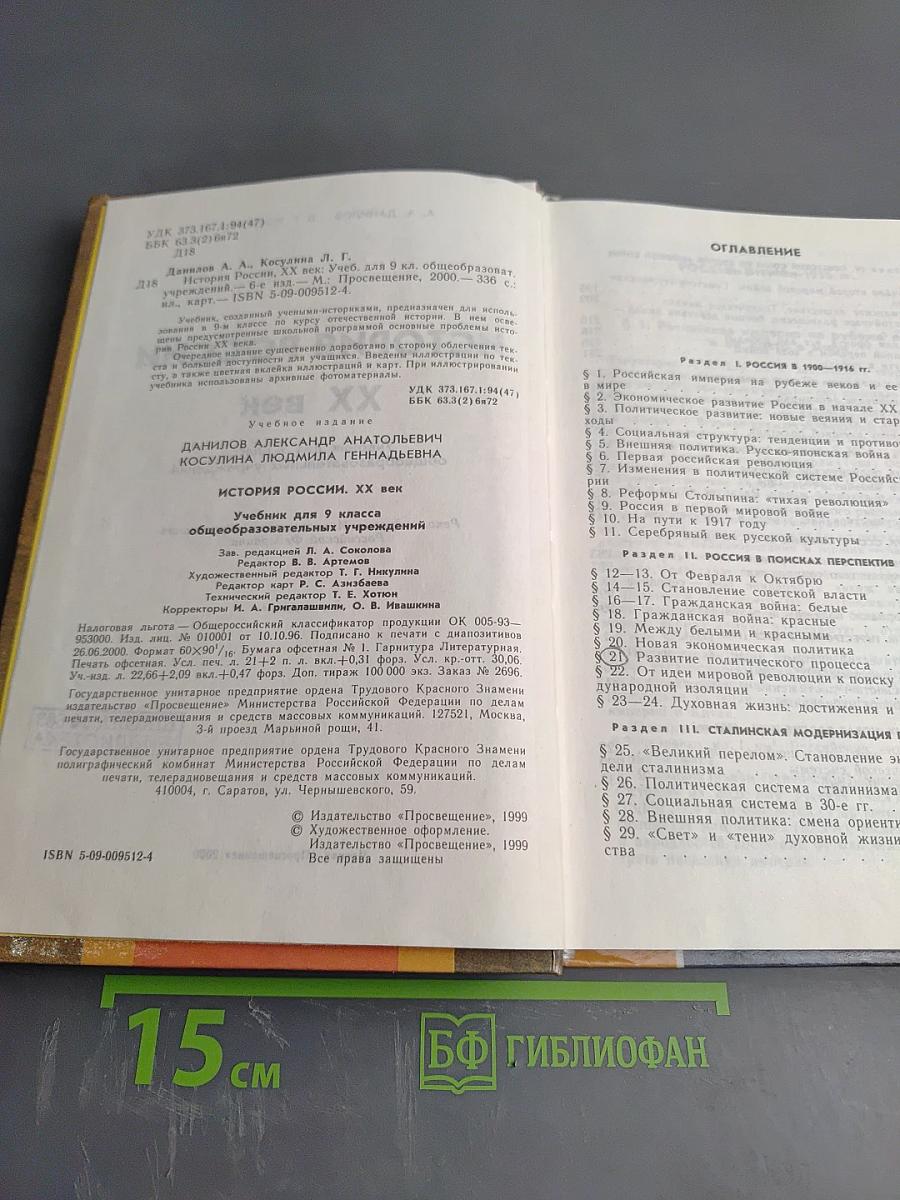 УДК 373.167.1:94(47)
ББК 63.3(2)6я72
Д18
Данилов А. А., Косулина Л. Г.
Д18 История России, XX век: Учеб. для 9 кл. общеобразоват.
учреждений.— 6-е изд.— М.: Просвещение, 2000.— 336 с.:
ил., карт.— ISBN 5-09-009512-4.
Учебник, созданный учеными-историками, предназначен для исполь-
зования в 9-м классе по курсу отечественной истории. В нем осве-
щены предусмотренные школьной программой основные проблемы исто-
рии России XX века.
Очередное издание существенно доработано в сторону облегчения тек-
ста и большей доступности для учащихся. Введены иллюстрации по тек-
сту, а также цветная вклейка иллюстраций и карт. При иллюстрировании
учебника использованы архивные фотоматериалы.
УДК 373.167.1:94(47)
ББК 63.3(2)6я72
Учебное издание
ДАНИЛОВ АЛЕКСАНДР АНАТОЛЬЕВИЧ
КОСУЛИНА ЛЮДМИЛА ГЕННАДЬЕВНА
ИСТОРИЯ РОССИИ. XX век
Учебник для 9 класса
общеобразовательных учреждений
Зав. редакцией Л. А. Соколова
Редактор В. В. Артемов
Художественный редактор Т. Г. Никулина
Редактор карт Р. С. Азизбаева
Технический редактор Т. Е. Хотюн
Корректоры И. А. Григалашвили, О. В. Ивашкина
Налоговая льгота — Общероссийский классификатор продукции ОК 005-93—
953000. Изд. лиц. № 010001 от 10.10.96. Подписано к печати с диапозитивов
26.06.2000. Формат 60×90¹/₁₆. Бумага офсетная № 1. Гарнитура Литературная.
Печать офсетная. Усл. печ. л. 21+2 п. л. вкл.+0,31 форз. Усл. кр.-отт. 30,06.
Уч.-изд. л. 22,66+2,09 вкл.+0,47 форз. Доп. тираж 100 000 экз. Заказ № 2696.
Государственное унитарное предприятие ордена Трудового Красного Знамени
издательство «Просвещение» Министерства Российской Федерации по делам
печати, телерадиовещания и средств массовых коммуникаций. 127521, Москва,
3-й проезд Марьиной рощи, 41.
Государственное унитарное предприятие ордена Трудового Красного Знамени
полиграфический комбинат Министерства Российской Федерации по делам
печати, телерадиовещания и средств массовых коммуникаций.
410004, г. Саратов, ул. Чернышевского, 59.
© Издательство «Просвещение», 1999
© Художественное оформление.
Издательство «Просвещение», 1999
Все права защищены
ISBN 5-09-009512-4
ОГЛАВЛЕНИЕ
Раздел I. РОССИЯ В 1900—1916 гг.
§ 1. Российская империя на рубеже веков и ее
в мире
§ 2. Экономическое развитие России в начале XX
§ 3. Политическое развитие: новые веяния и стар
ходы
§ 4. Социальная структура: тенденции и противо
§ 5. Внешняя политика. Русско-японская война
§ 6. Первая российская революция
§ 7. Изменения в политической системе Российс
рии
§ 8. Реформы Столыпина: «тихая революция»
§ 9. Россия в первой мировой войне
§ 10. На пути к 1917 году
§ 11. Серебряный век русской культуры
Раздел II. РОССИЯ В ПОИСКАХ ПЕРСПЕКТИВ
§ 12—13. От Февраля к Октябрю
§ 14—15. Становление советской власти
§ 16—17. Гражданская война: белые
§ 18. Гражданская война: красные
§ 19. Между белыми и красными
§ 20. Новая экономическая политика
§ 21. Развитие политического процесса
§ 22. От идеи мировой революции к поиску
дународной изоляции
§ 23—24. Духовная жизнь: достижения и
Раздел III. СТАЛИНСКАЯ МОДЕРНИЗАЦИЯ
§ 25. «Великий перелом». Становление эк
дели сталинизма
§ 26. Политическая система сталинизма
§ 27. Социальная система в 30-е гг.
§ 28. Внешняя политика: смена ориенти
§ 29. «Свет» и «тени» духовной жизни
ства
15 см
БФ ГИБЛИОФАН